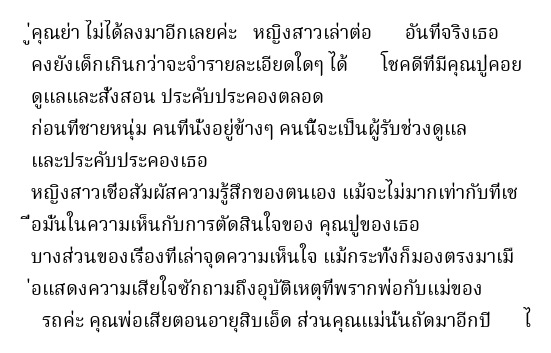 ู่คุณย่า ไม่ได้ลงมาอีกเลยค่ะ หญิงสาวเล่าต่อ อันที่จริงเธอ
คงยังเด็กเกินกว่าจะจำรายละเอียดใดๆ ได้ โชคดีที่มีคุณปู่คอย
ดูแลและสั่งสอน ประคับประคองตลอด
ก่อนที่ชายหนุ่ม คนที่นั่งอยู่ข้างๆ คนนี้จะเป็นผู้รับช่วงดูแล
และประคับประคองเธอ
หญิงสาวเชื่อสัมผัสความรู้สึกของตนเอง แม้จะไม่มากเท่ากับที่เช
ื่อมั่นในความเห็นกับการตัดสินใจของ คุณปู่ของเธอ
บางส่วนของเรื่องที่เล่าจุดความเห็นใจ แม้กระทั่งก็มองตรงมาเมื
่อแสดงความเสียใจซักถามถึงอุบัติเหตุที่พรากพ่อกับแม่ของ
รถค่ะ คุณพ่อเสียตอนอายุสิบเอ็ด ส่วนคุณแม่นั้นถัดมาอีกปี ไ